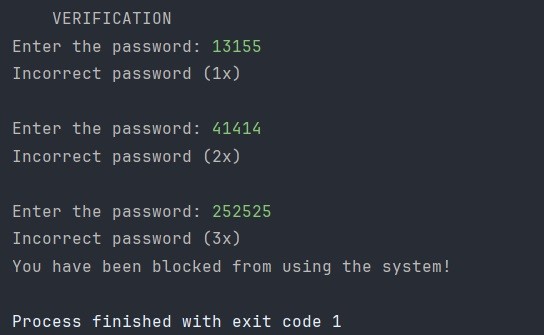 VERIFICATION
Enter the password: 13155
Incorrect password (1x)
Enter the password: 41414
Incorrect password (2x)
Enter the password: 252525
Incorrect password (3x)
You have been blocked from using the system!
Process finished with exit code 1